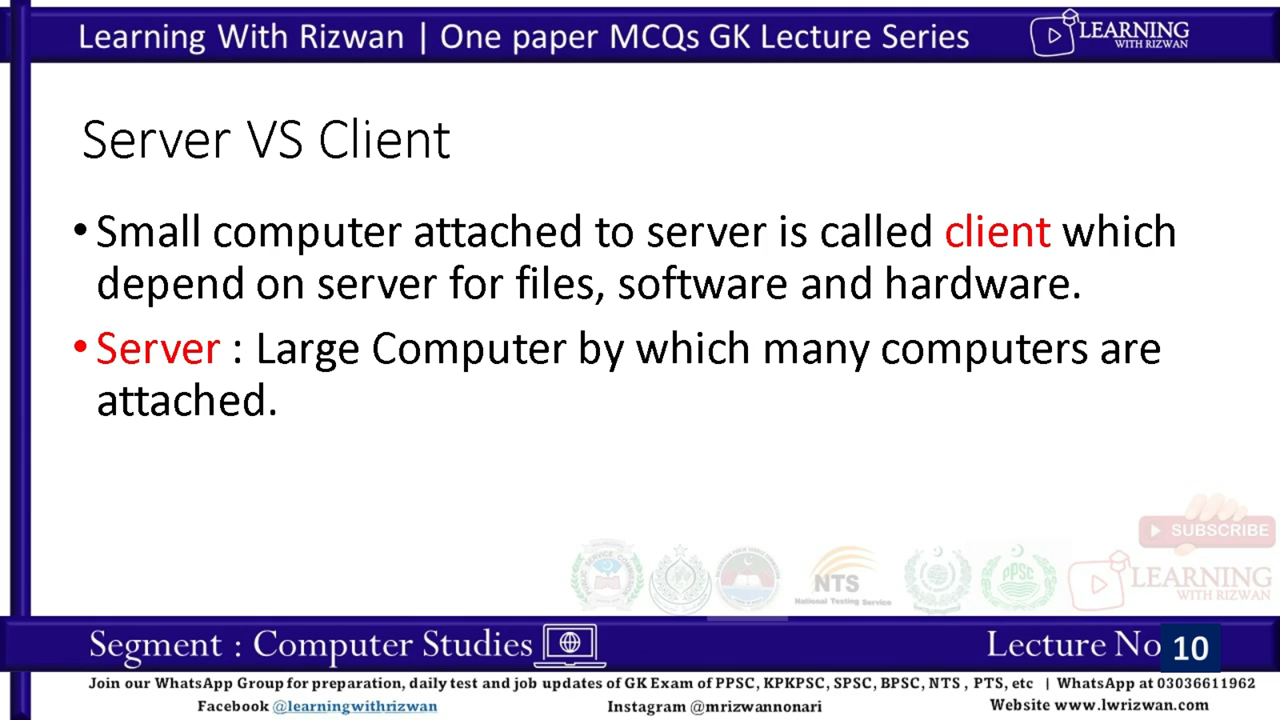 Learning With Rizwan | One paper MCQs GK Lecture Series
LEARNING
WITH RIZWAN
Server VS Client
• Small computer attached to server is called client which
depend on server for files, software and hardware.
• Server : Large Computer by which many computers are
attached.
SUBSCRIBE
NTS
National Testing Service
PPSC
LEARNING
WITH RIZWAN
Segment : Computer Studies
Lecture No 10
Join our WhatsApp Group for preparation, daily test and job updates of GK Exam of PPSC, KPKPSC, SPSC, BPSC, NTS , PTS, etc | WhatsApp at 03036611962
Facebook @learningwithrizwan Instagram @mrizwannonari Website www.lwrizwan.com